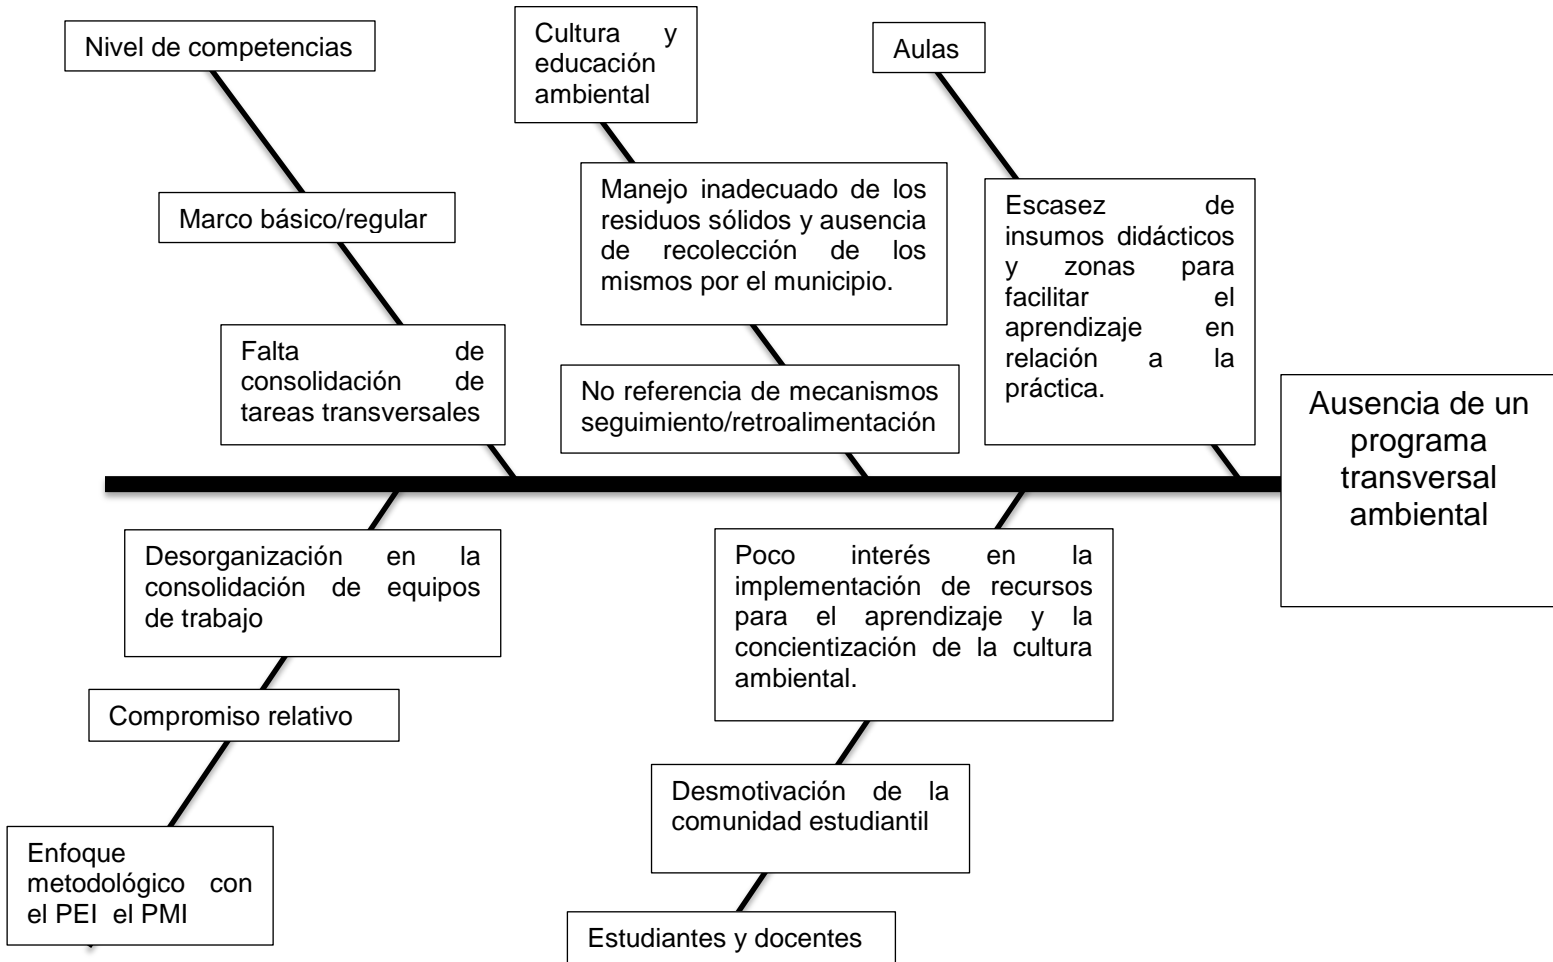 Nivel de competencias
Marco básico/regular
Falta de
consolidación de
tareas transversales
Cultura y
educación
ambiental
Manejo inadecuado de los
residuos sólidos y ausencia
de recolección de los
mismos por el municipio.
No referencia de mecanismos
seguimiento/retroalimentación
Aulas
Escasez de
insumos didácticos
y zonas para
facilitar el
aprendizaje en
relación a la
práctica.
Ausencia de un
programa
transversal
ambiental
Desorganización en la
consolidación de equipos
de trabajo
Compromiso relativo
Enfoque
metodológico con
el PEI el PMI
Poco interés en la
implementación de recursos
para el aprendizaje y la
concientización de la cultura
ambiental.
Desmotivación de la
comunidad estudiantil
Estudiantes y docentes